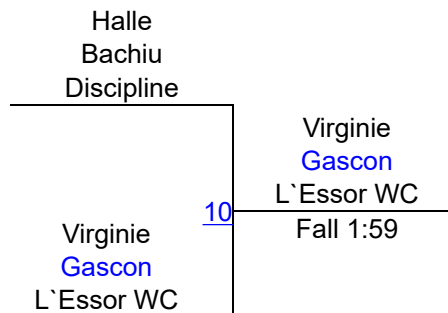 Halle
Bachiu
Discipline
Virginie
Gascon
L`Essor WC
10
Fall 1:59
Virginie
Gascon
L`Essor WC